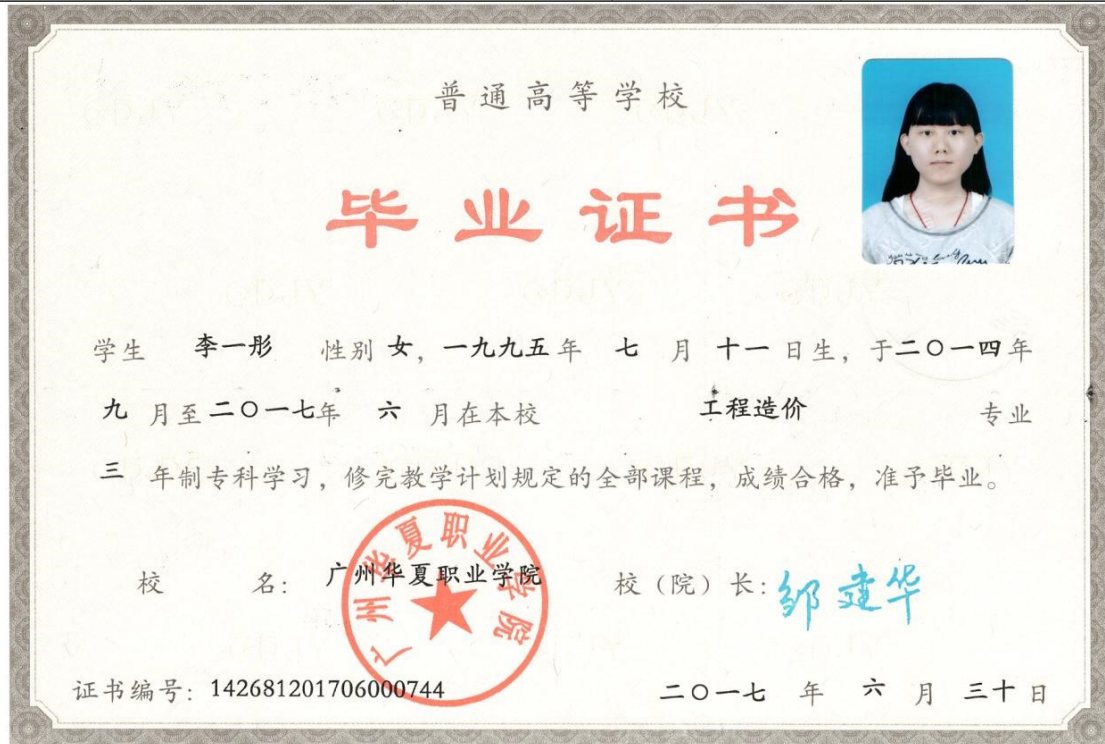 普通高等学校
毕业证书
学生 李一彤 性别 女，一九九五年 七 月 十一 日生，于二〇一四年
九 月至二〇一七年 六 月在本校 工程造价 专业
三 年制专科学习，修完教学计划规定的全部课程，成绩合格，准予毕业。
校 名：广州华夏职业学院 校（院）长：邹建华
广州华夏职业学院
证书编号：142681201706000744 二〇一七 年 六 月 三十 日